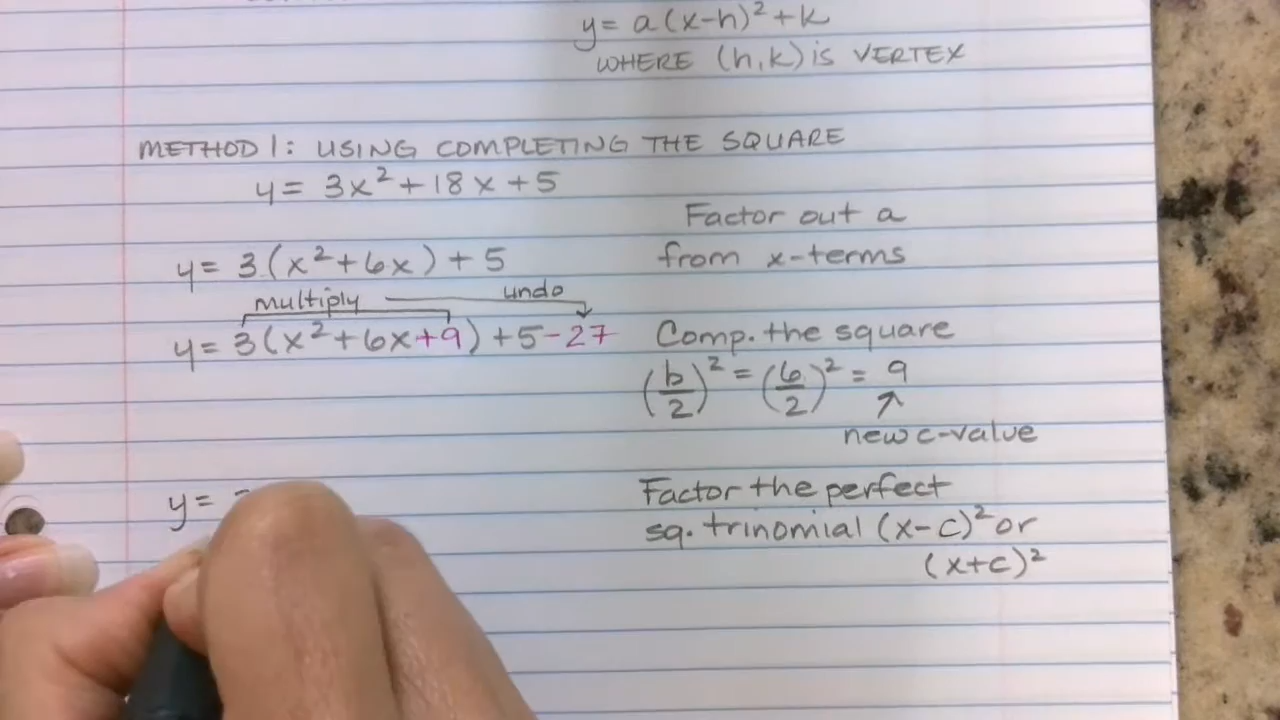 y = a(x-h)² + k
WHERE (h,k) is VERTEX
METHOD 1: USING COMPLETING THE SQUARE
y = 3x² + 18x + 5
Factor out a
from x-terms
y = 3(x² + 6x) + 5
multiply undo
y = 3(x² + 6x + 9) + 5 - 27
Comp. the square
(b/2)² = (6/2)² = 9
↑
new c-value
y =
Factor the perfect
sq. trinomial (x-c)² or
(x+c)²